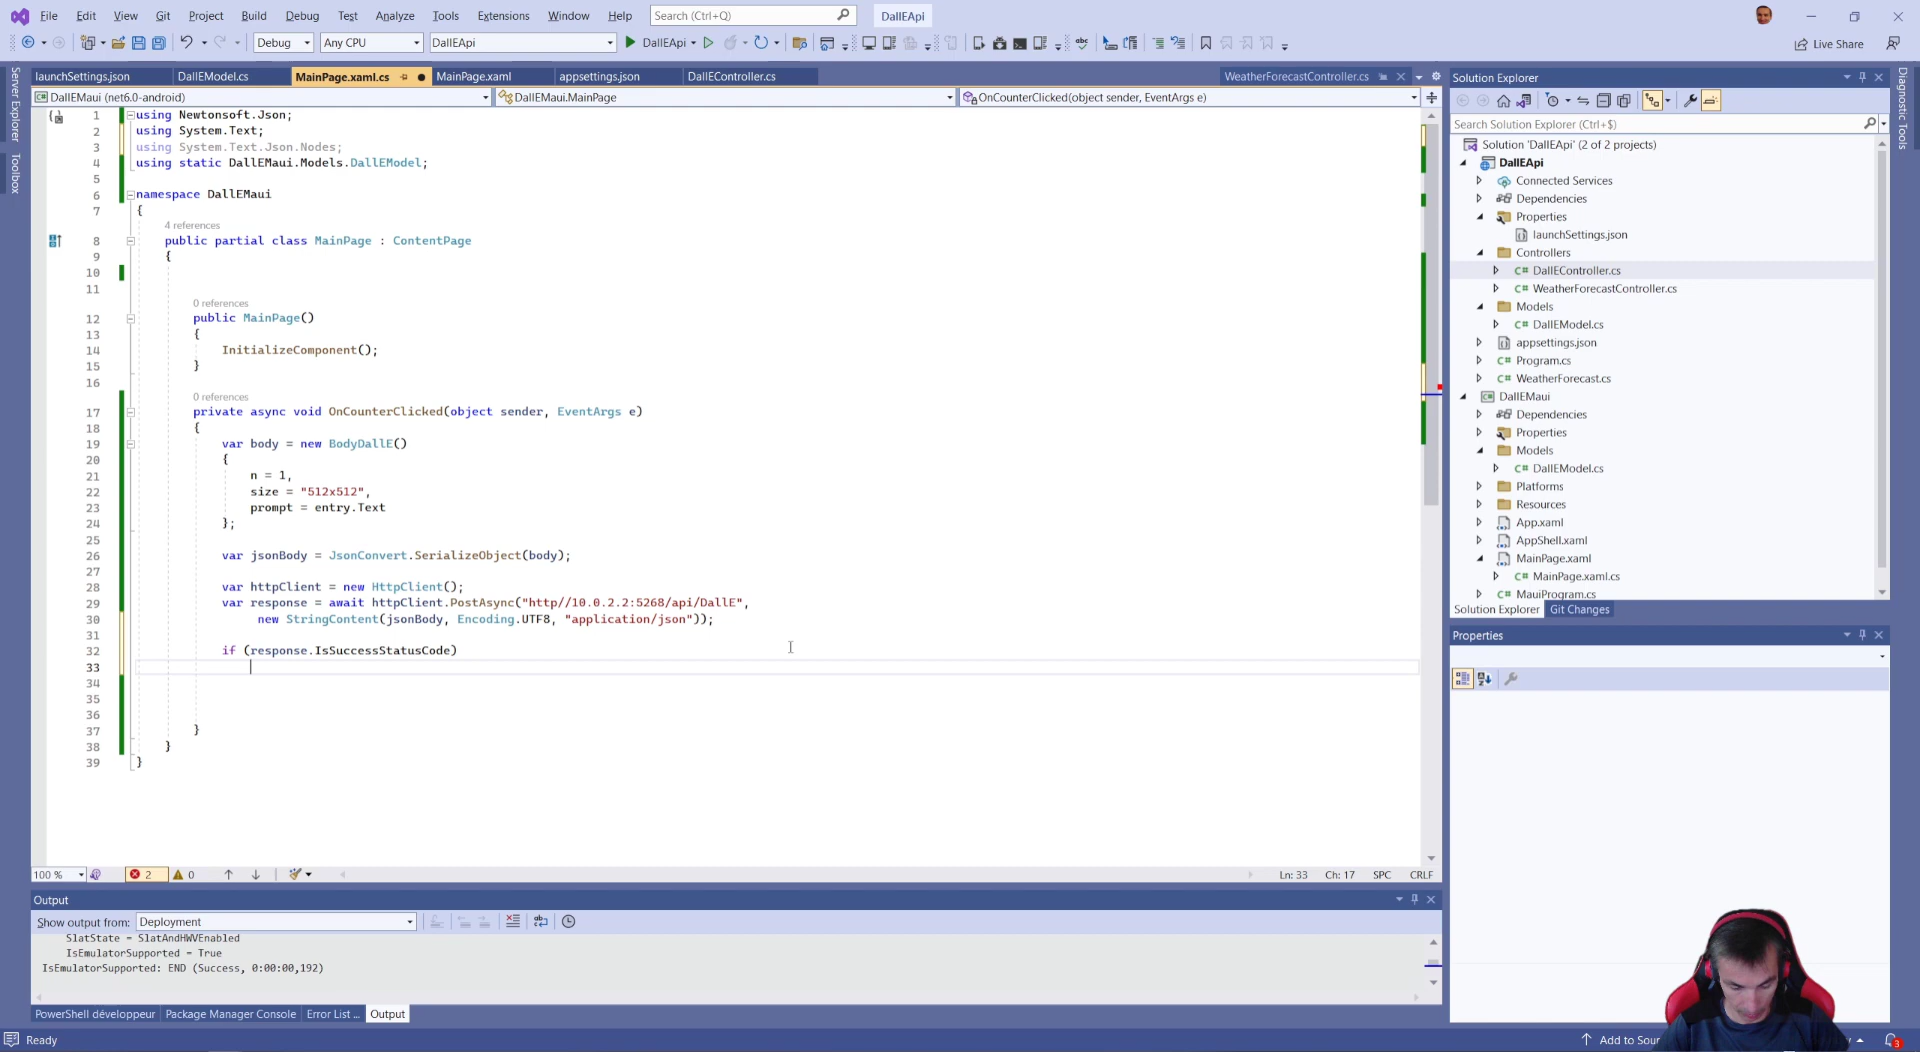 File Edit View Git Project Build Debug Test Analyze Tools Extensions Window Help Search (Ctrl+Q) DallEApi
Debug Any CPU DallEApi DallEApi Live Share
launchSettings.json DallEModel.cs MainPage.xaml.cs MainPage.xaml appsettings.json DallEController.cs WeatherForecastController.cs
DallEMaui (net6.0-android) DallEMaui.MainPage OnCounterClicked(object sender, EventArgs e)
Server Explorer
Toolbox
1 using Newtonsoft.Json;
2 using System.Text;
3 using System.Text.Json.Nodes;
4 using static DallEMaui.Models.DallEModel;
5
6 namespace DallEMaui
7 {
4 references
8 public partial class MainPage : ContentPage
9 {
10
11
0 references
12 public MainPage()
13 {
14 InitializeComponent();
15 }
16
0 references
17 private async void OnCounterClicked(object sender, EventArgs e)
18 {
19 var body = new BodyDallE()
20 {
21 n = 1,
22 size = "512x512",
23 prompt = entry.Text
24 };
25
26 var jsonBody = JsonConvert.SerializeObject(body);
27
28 var httpClient = new HttpClient();
29 var response = await httpClient.PostAsync("http//10.0.2.2:5268/api/DallE",
30 new StringContent(jsonBody, Encoding.UTF8, "application/json"));
31
32 if (response.IsSuccessStatusCode)
33
34
35
36
37 }
38 }
39 }
100 % 2 0 Ln: 33 Ch: 17 SPC CRLF
Output
Show output from: Deployment
SlatState = SlatAndHWVEnabled
IsEmulatorSupported = True
IsEmulatorSupported: END (Success, 0:00:00,192)
PowerShell développeur Package Manager Console Error List ... Output
Ready
Solution Explorer
Search Solution Explorer (Ctrl+$)
Solution 'DallEApi' (2 of 2 projects)
DallEApi
Connected Services
Dependencies
Properties
launchSettings.json
Controllers
C# DallEController.cs
C# WeatherForecastController.cs
Models
C# DallEModel.cs
appsettings.json
C# Program.cs
C# WeatherForecast.cs
DallEMaui
Dependencies
Properties
Models
C# DallEModel.cs
Platforms
Resources
App.xaml
AppShell.xaml
MainPage.xaml
C# MainPage.xaml.cs
C# MauiProgram.cs
Solution Explorer Git Changes
Properties
Diagnostic Tools
Add to Sour
3